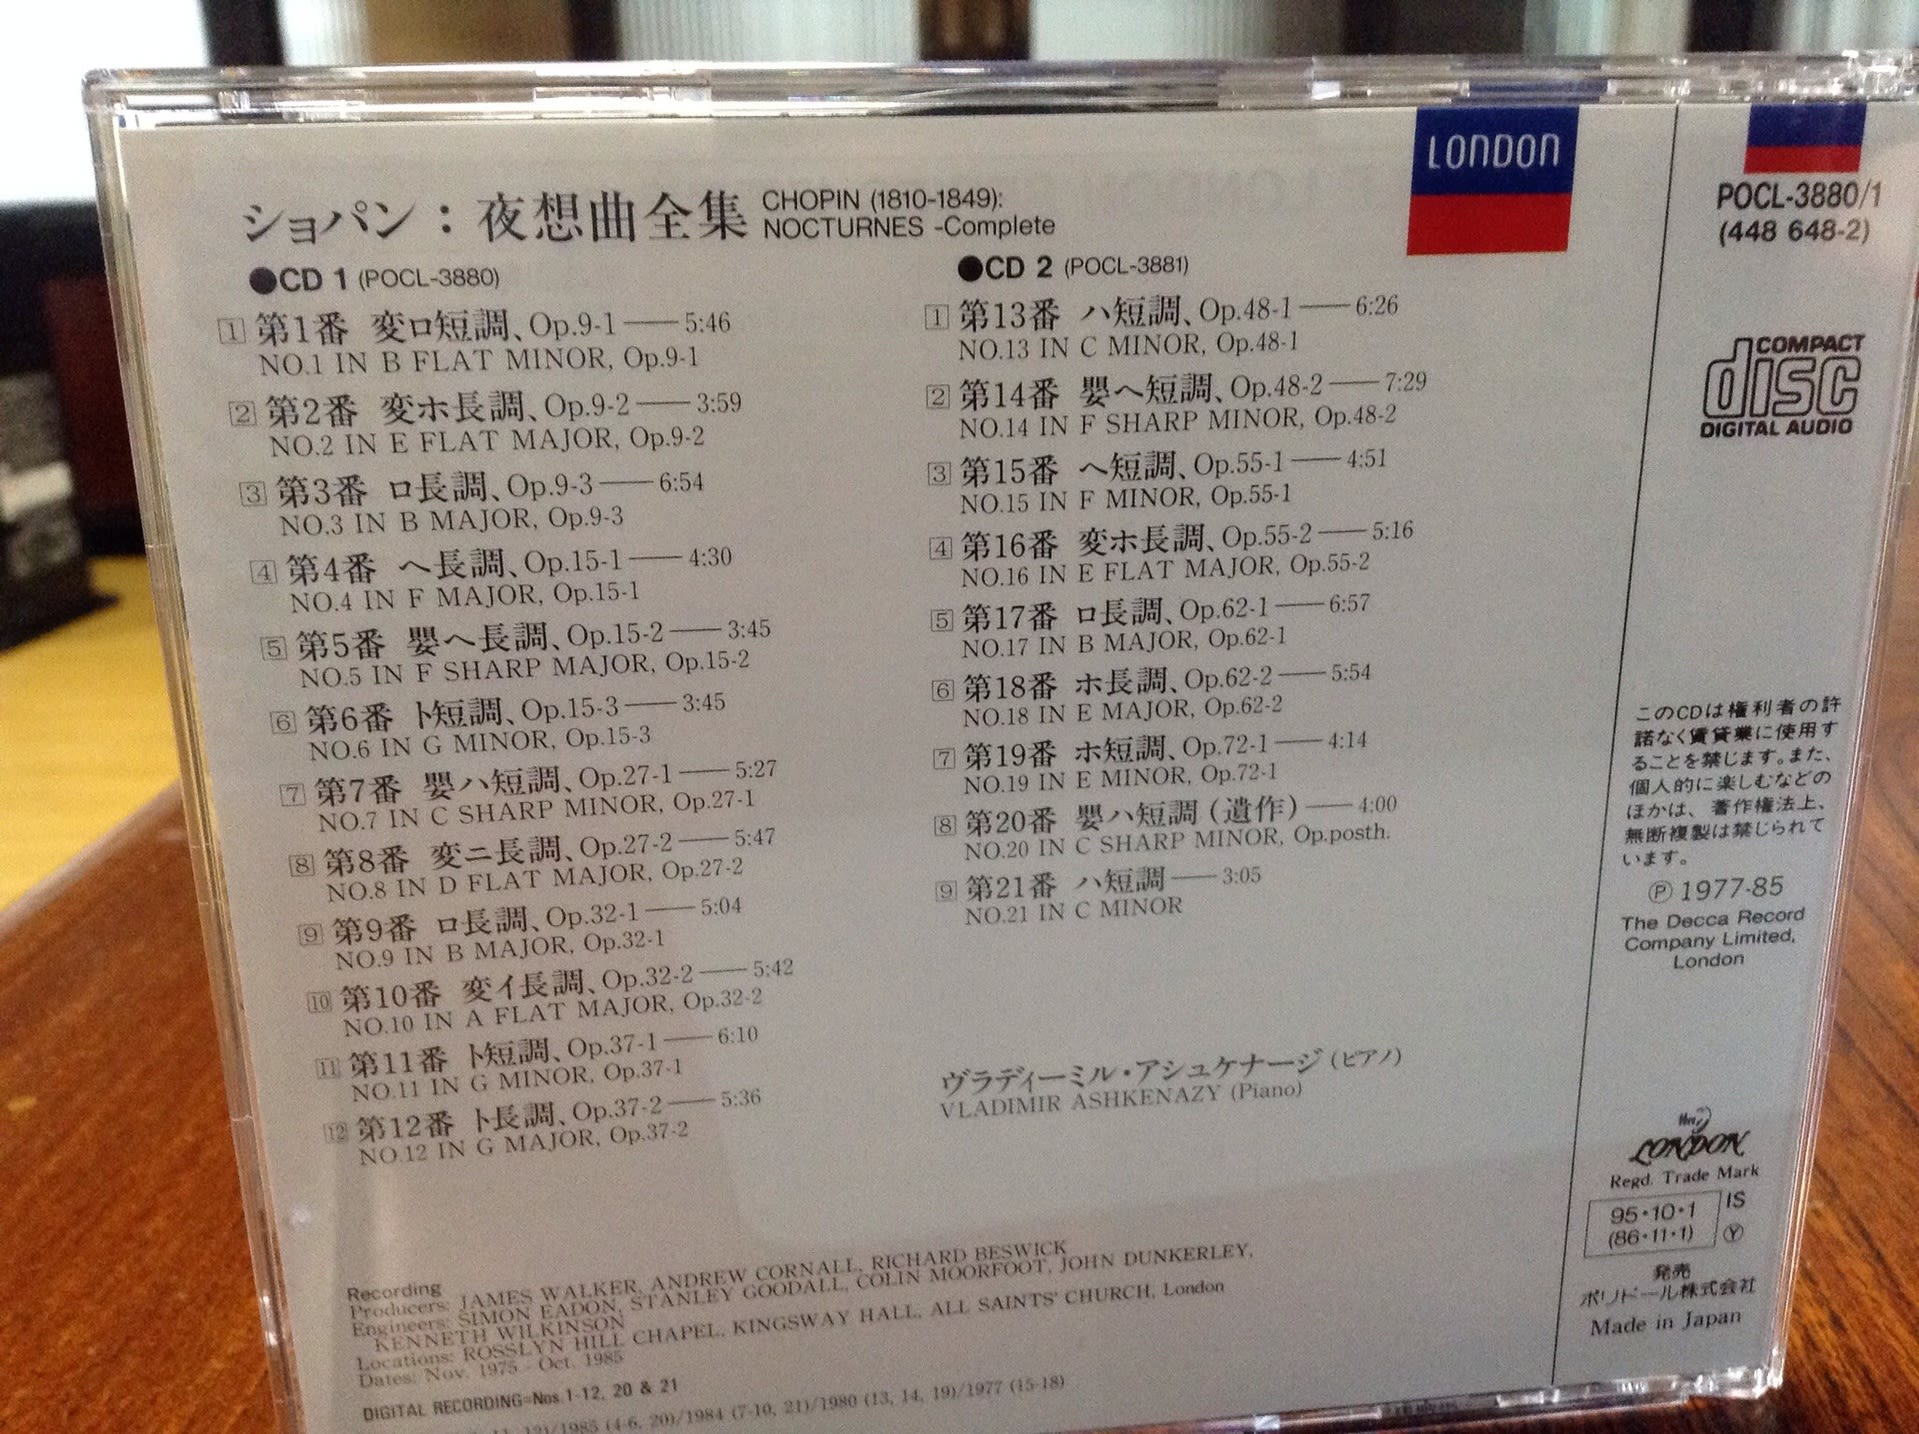 ショパン：夜想曲全集
CHOPIN (1810-1849):
NOCTURNES -Complete
●CD 1 (POCL-3880)
1 第1番 変ロ短調、Op.9-1 —— 5:46
NO.1 IN B FLAT MINOR, Op.9-1
2 第2番 変ホ長調、Op.9-2 —— 3:59
NO.2 IN E FLAT MAJOR, Op.9-2
3 第3番 ロ長調、Op.9-3 —— 6:54
NO.3 IN B MAJOR, Op.9-3
4 第4番 ヘ長調、Op.15-1 —— 4:30
NO.4 IN F MAJOR, Op.15-1
5 第5番 嬰ヘ長調、Op.15-2 —— 3:45
NO.5 IN F SHARP MAJOR, Op.15-2
6 第6番 ト短調、Op.15-3 —— 3:45
NO.6 IN G MINOR, Op.15-3
7 第7番 嬰ハ短調、Op.27-1 —— 5:27
NO.7 IN C SHARP MINOR, Op.27-1
8 第8番 変ニ長調、Op.27-2 —— 5:47
NO.8 IN D FLAT MAJOR, Op.27-2
9 第9番 ロ長調、Op.32-1 —— 5:04
NO.9 IN B MAJOR, Op.32-1
10 第10番 変イ長調、Op.32-2 —— 5:42
NO.10 IN A FLAT MAJOR, Op.32-2
11 第11番 ト短調、Op.37-1 —— 6:10
NO.11 IN G MINOR, Op.37-1
12 第12番 ト長調、Op.37-2 —— 5:36
NO.12 IN G MAJOR, Op.37-2
●CD 2 (POCL-3881)
1 第13番 ハ短調、Op.48-1 —— 6:26
NO.13 IN C MINOR, Op.48-1
2 第14番 嬰ヘ短調、Op.48-2 —— 7:29
NO.14 IN F SHARP MINOR, Op.48-2
3 第15番 ヘ短調、Op.55-1 —— 4:51
NO.15 IN F MINOR, Op.55-1
4 第16番 変ホ長調、Op.55-2 —— 5:16
NO.16 IN E FLAT MAJOR, Op.55-2
5 第17番 ロ長調、Op.62-1 —— 6:57
NO.17 IN B MAJOR, Op.62-1
6 第18番 ホ長調、Op.62-2 —— 5:54
NO.18 IN E MAJOR, Op.62-2
7 第19番 ホ短調、Op.72-1 —— 4:14
NO.19 IN E MINOR, Op.72-1
8 第20番 嬰ハ短調（遺作） —— 4:00
NO.20 IN C SHARP MINOR, Op.posth.
9 第21番 ハ短調 —— 3:05
NO.21 IN C MINOR
ヴラディーミル・アシュケナージ（ピアノ）
VLADIMIR ASHKENAZY (Piano)
Recording
Producers: JAMES WALKER, ANDREW CORNALL, RICHARD BESWICK
Engineers: SIMON EADON, STANLEY GOODALL, COLIN MOORFOOT, JOHN DUNKERLEY,
KENNETH WILKINSON
Locations: ROSSLYN HILL CHAPEL, KINGSWAY HALL, ALL SAINTS' CHURCH, London
Dates: Nov. 1975 - Oct. 1985
DIGITAL RECORDING=Nos.1-12, 20 & 21
11, 12)/1985 (4-6, 20)/1984 (7-10, 21)/1980 (13, 14, 19)/1977 (15-18)
LONDON
POCL-3880/1
(448 648-2)
COMPACT
disc
DIGITAL AUDIO
このCDは権利者の許
諾なく賃貸業に使用す
ることを禁じます。また、
個人的に楽しむなどの
ほかは、著作権法上、
無断複製は禁じられて
います。
Ⓟ 1977-85
The Decca Record
Company Limited,
London
LONDON
Regd. Trade Mark
95・10・1 IS
(86・11・1) Ⓨ
発売
ポリドール株式会社
Made in Japan